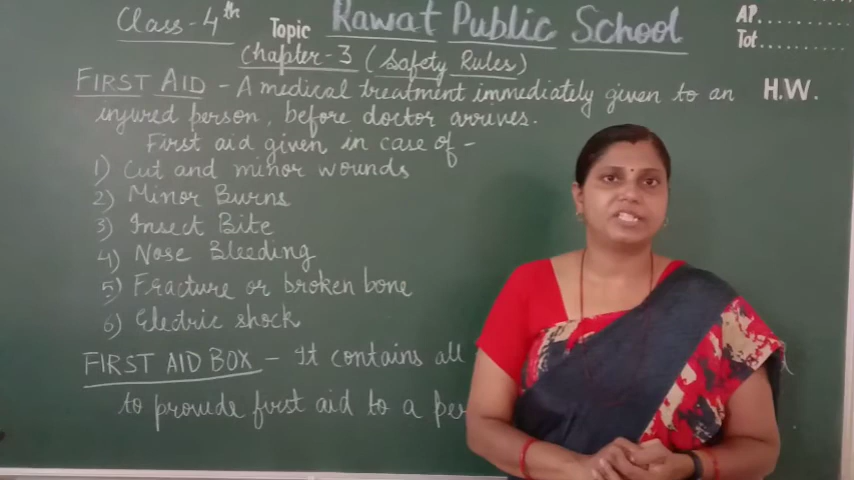 Class-4th Topic Rawat Public School AP...........
Tot...........
Chapter-3 (Safety Rules)
FIRST AID - A medical treatment immediately given to an H.W.
injured person, before doctor arrives.
First aid given in case of -
1) Cut and minor wounds
2) Minor Burns
3) Insect Bite
4) Nose Bleeding
5) Fracture or broken bone
6) Electric shock
FIRST AID BOX - It contains all
to provide first aid to a